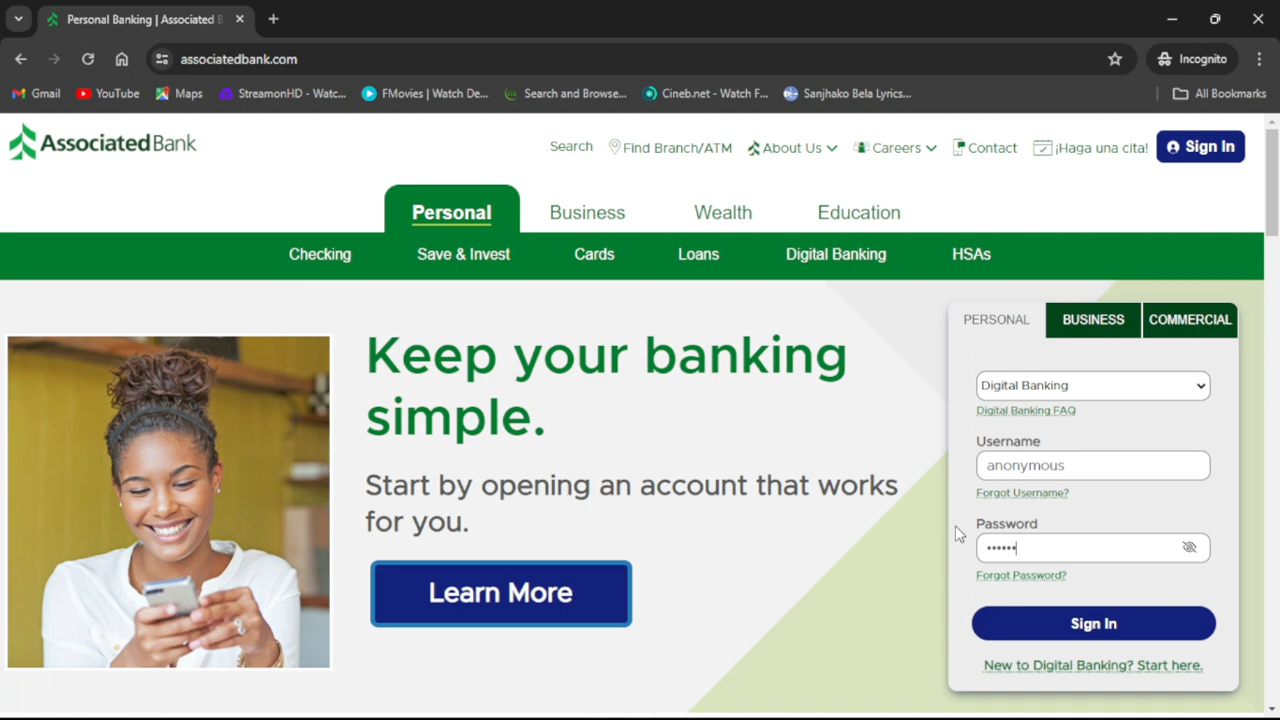 Personal Banking | Associated B
associatedbank.com
Incognito
Gmail
YouTube
Maps
StreamonHD - Watc...
FMovies | Watch De...
Search and Browse...
Cineb.net - Watch F...
Sanjhako Bela Lyrics...
All Bookmarks
Associated Bank
Search
Find Branch/ATM
About Us
Careers
Contact
¡Haga una cita!
Sign In
Personal
Business
Wealth
Education
Checking
Save & Invest
Cards
Loans
Digital Banking
HSAs
Keep your banking
simple.
Start by opening an account that works
for you.
Learn More
PERSONAL
BUSINESS
COMMERCIAL
Digital Banking
Digital Banking FAQ
Username
anonymous
Forgot Username?
Password
••••••
Forgot Password?
Sign In
New to Digital Banking? Start here.